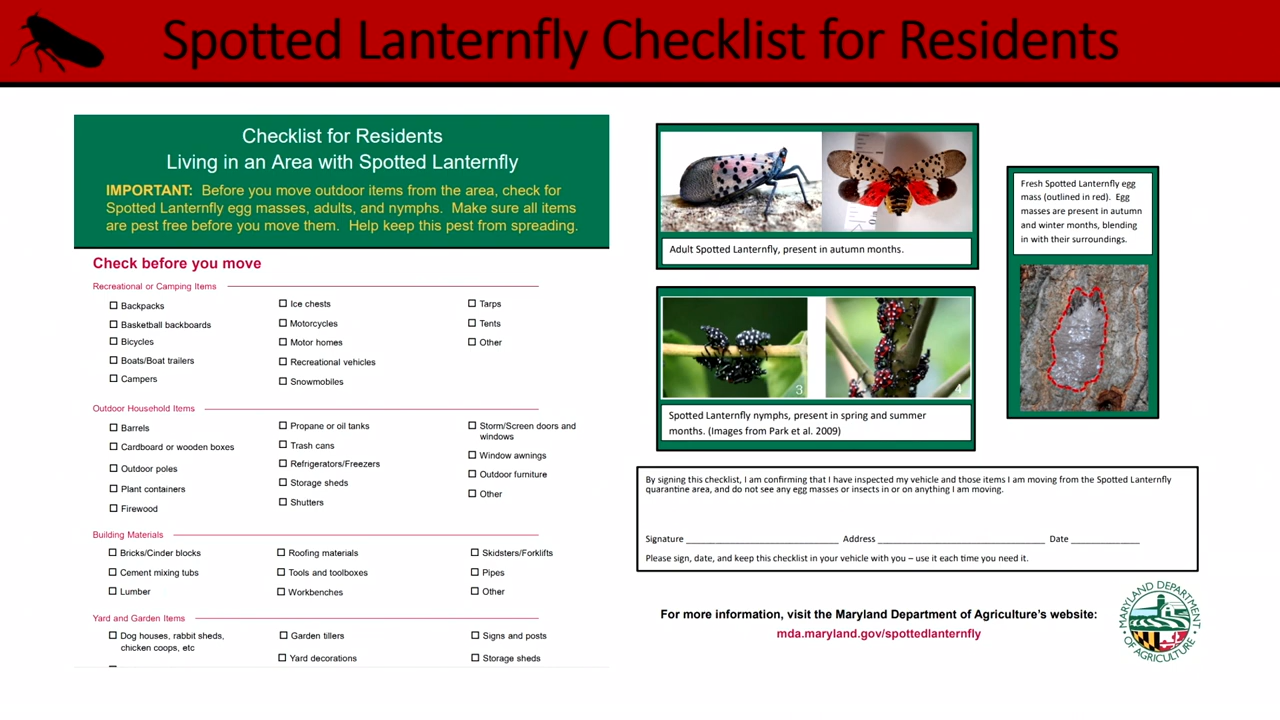 Spotted Lanternfly Checklist for Residents
Checklist for Residents
Living in an Area with Spotted Lanternfly
IMPORTANT: Before you move outdoor items from the area, check for
Spotted Lanternfly egg masses, adults, and nymphs. Make sure all items
are pest free before you move them. Help keep this pest from spreading.
Check before you move
Recreational or Camping Items
Backpacks
Basketball backboards
Bicycles
Boats/Boat trailers
Campers
Ice chests
Motorcycles
Motor homes
Recreational vehicles
Snowmobiles
Tarps
Tents
Other
Outdoor Household Items
Barrels
Cardboard or wooden boxes
Outdoor poles
Plant containers
Firewood
Propane or oil tanks
Trash cans
Refrigerators/Freezers
Storage sheds
Shutters
Storm/Screen doors and
windows
Window awnings
Outdoor furniture
Other
Building Materials
Bricks/Cinder blocks
Cement mixing tubs
Lumber
Roofing materials
Tools and toolboxes
Workbenches
Skidsters/Forklifts
Pipes
Other
Yard and Garden Items
Dog houses, rabbit sheds,
chicken coops, etc
Garden tillers
Yard decorations
Signs and posts
Storage sheds
Adult Spotted Lanternfly, present in autumn months.
3
4
Spotted Lanternfly nymphs, present in spring and summer
months. (Images from Park et al. 2009)
Fresh Spotted Lanternfly egg
mass (outlined in red). Egg
masses are present in autumn
and winter months, blending
in with their surroundings.
By signing this checklist, I am confirming that I have inspected my vehicle and those items I am moving from the Spotted Lanternfly
quarantine area, and do not see any egg masses or insects in or on anything I am moving.
Signature Address Date
Please sign, date, and keep this checklist in your vehicle with you – use it each time you need it.
For more information, visit the Maryland Department of Agriculture's website:
mda.maryland.gov/spottedlanternfly
MARYLAND DEPARTMENT
OF AGRICULTURE